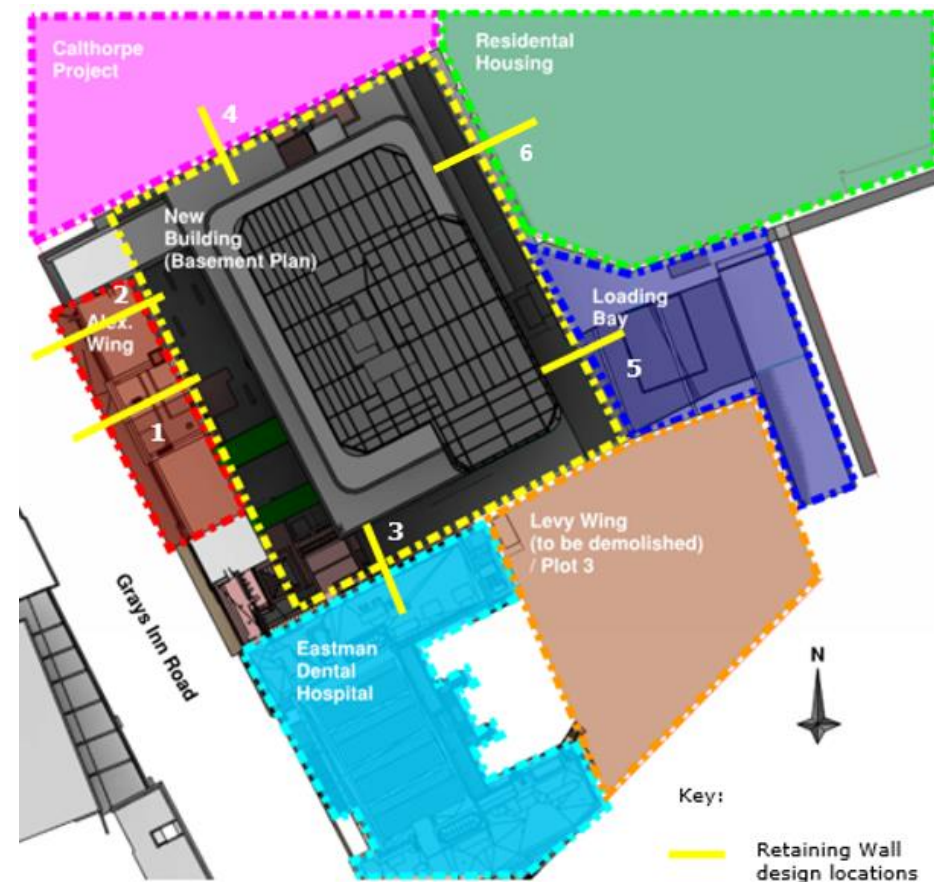 Calthorpe
Project
Residental
Housing
4
6
New
Building
(Basement Plan)
2
Alex.
Wing
Loading
Bay
5
1
3
Levy Wing
(to be demolished)
/ Plot 3
Grays Inn Road
Eastman
Dental
Hospital
N
Key:
Retaining Wall
design locations